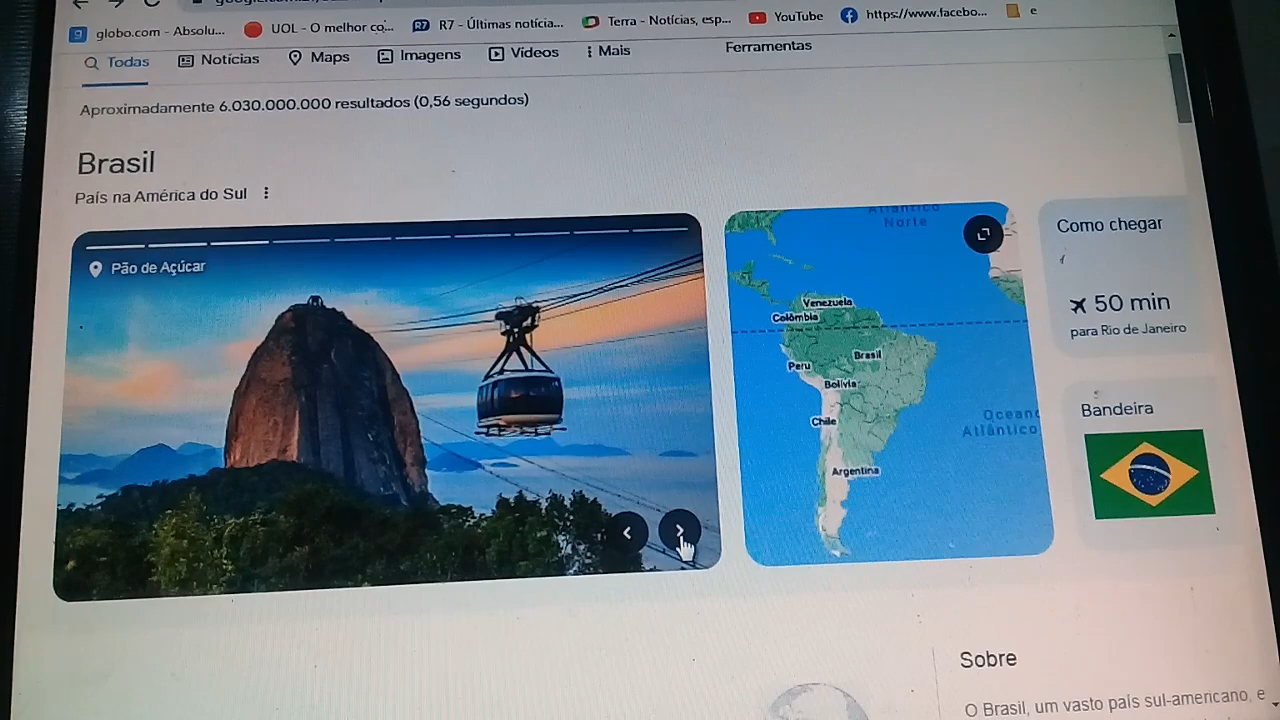 globo.com - Absolu... UOL - O melhor co... R7 - Últimas notícia... Terra - Notícias, esp... YouTube https://www.facebo... e
Todas Notícias Maps Imagens Vídeos Mais Ferramentas
Aproximadamente 6.030.000.000 resultados (0,56 segundos)
Brasil
País na América do Sul
Pão de Açúcar
Atlântico
Norte
Venezuela
Colômbia
Brasil
Peru
Bolívia
Chile
Oceano
Atlântico
Argentina
Como chegar
50 min
para Rio de Janeiro
Bandeira
Sobre
O Brasil, um vasto país sul-americano, e